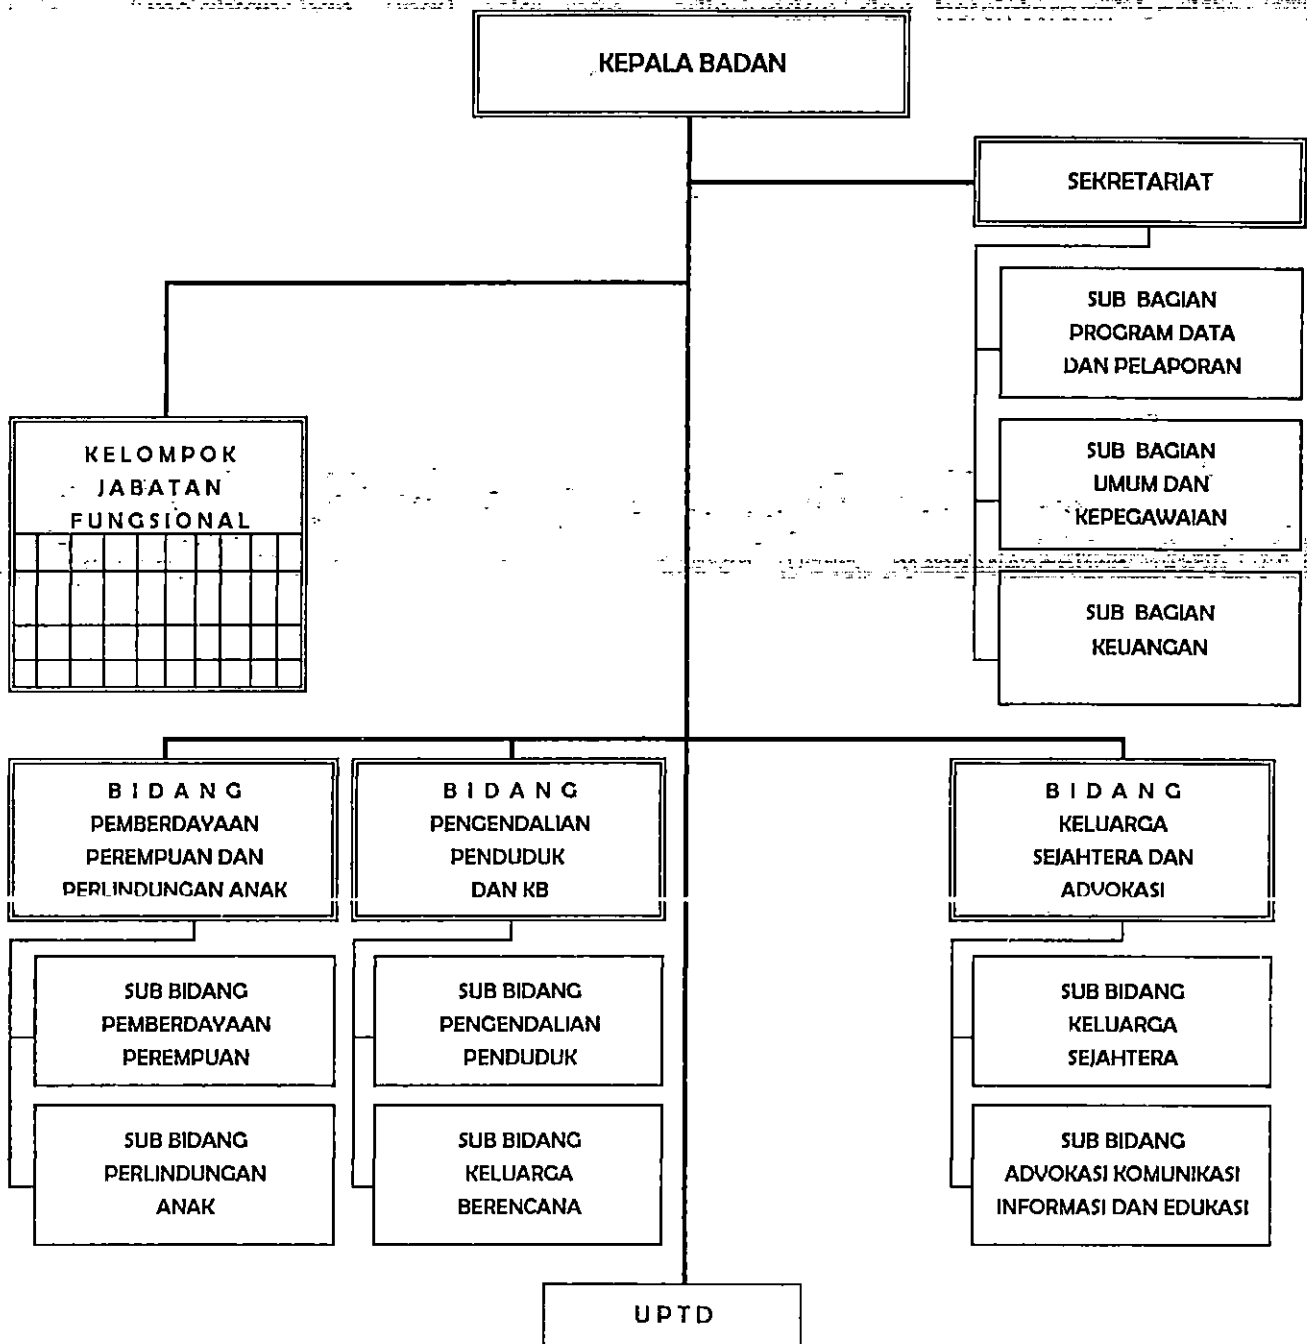 KEPALA BADAN
SEKRETARIAT
SUB BAGIAN
PROGRAM DATA
DAN PELAPORAN
SUB BAGIAN
UMUM DAN
KEPEGAWAIAN
SUB BAGIAN
KEUANGAN
KELOMPOK
JABATAN
FUNGSIONAL
BIDANG
PEMBERDAYAAN
PEREMPUAN DAN
PERLINDUNGAN ANAK
SUB BIDANG
PEMBERDAYAAN
PEREMPUAN
SUB BIDANG
PERLINDUNGAN
ANAK
BIDANG
PENGENDALIAN
PENDUDUK
DAN KB
SUB BIDANG
PENGENDALIAN
PENDUDUK
SUB BIDANG
KELUARGA
BERENCANA
BIDANG
KELUARGA
SEJAHTERA DAN
ADVOKASI
SUB BIDANG
KELUARGA
SEJAHTERA
SUB BIDANG
ADVOKASI KOMUNIKASI
INFORMASI DAN EDUKASI
UPTD